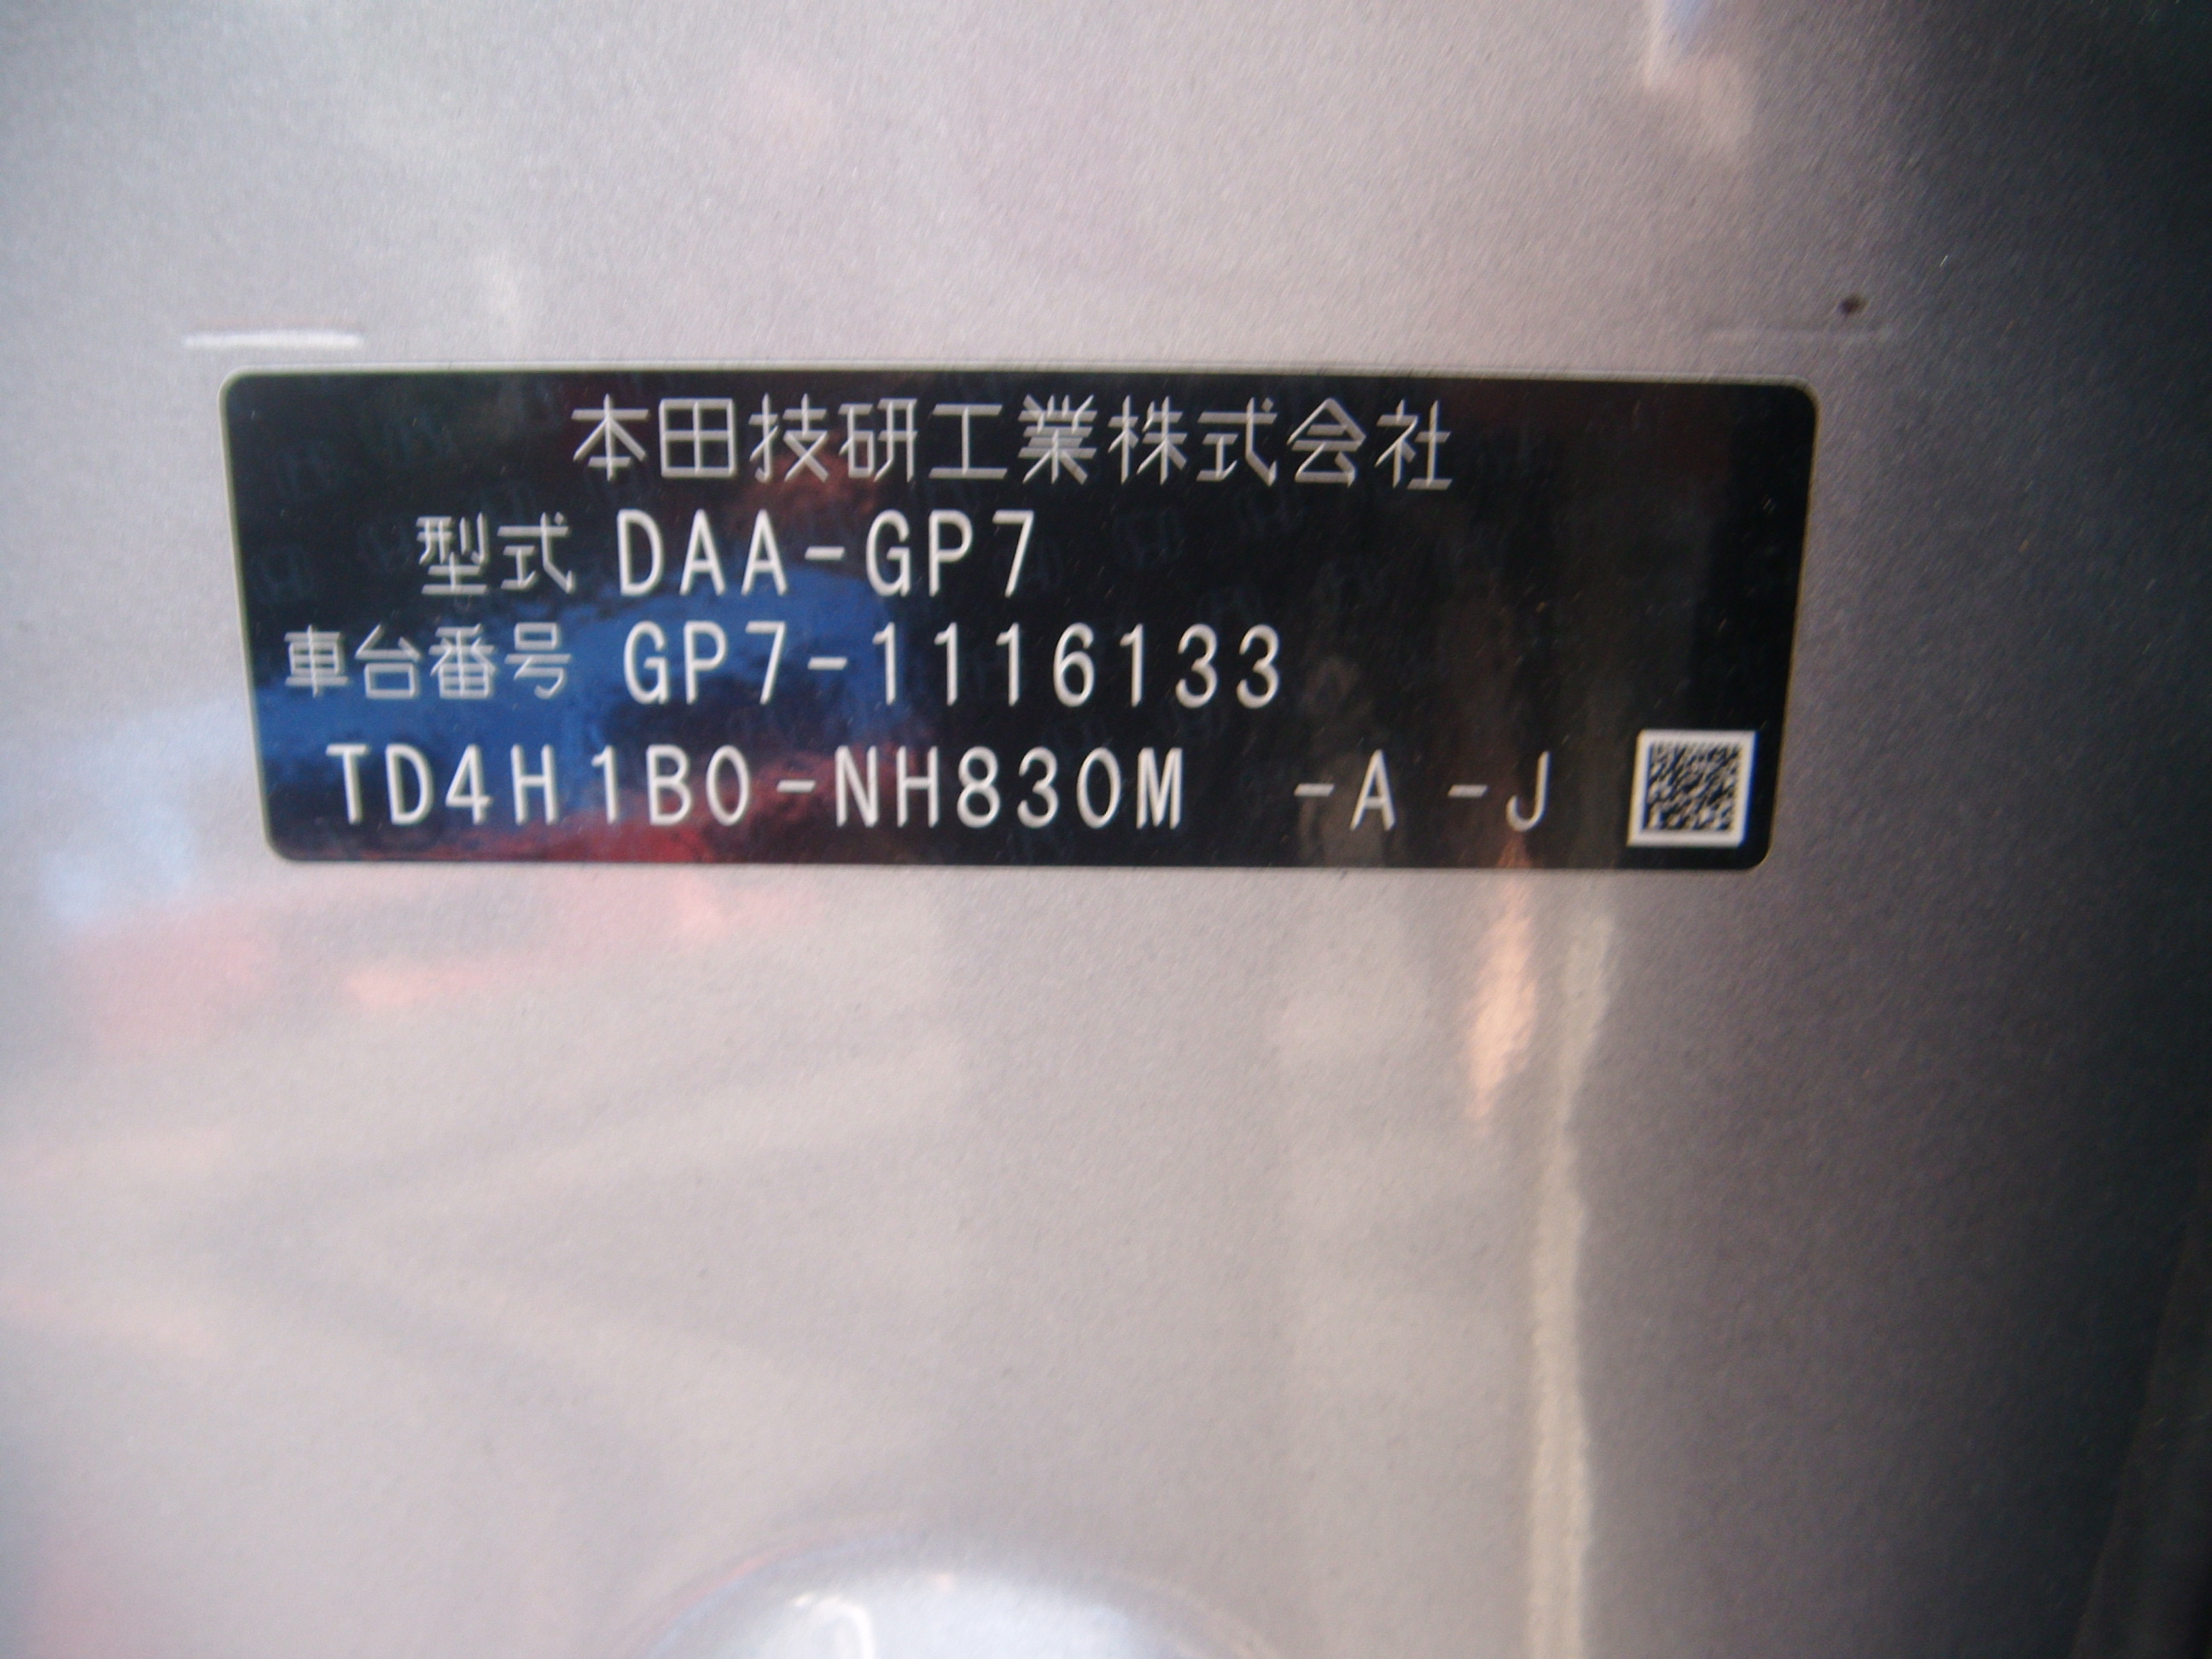 本田技研工業株式会社
型式 DAA-GP7
車台番号 GP7-1116133
TD4H1B0-NH830M -A -J